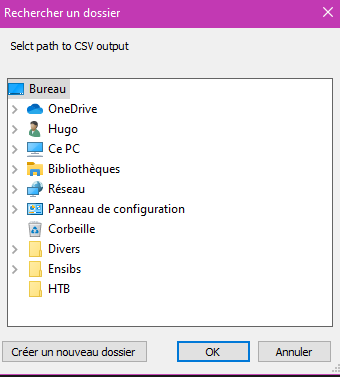 Rechercher un dossier
Selct path to CSV output
Bureau
OneDrive
Hugo
Ce PC
Bibliothèques
Réseau
Panneau de configuration
Corbeille
Divers
Ensibs
HTB
Créer un nouveau dossier
OK
Annuler